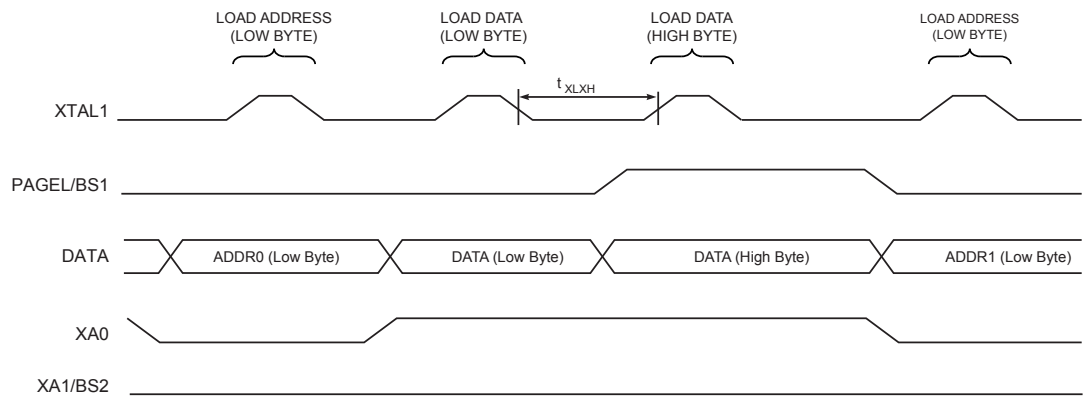 LOAD ADDRESS
(LOW BYTE)
LOAD DATA
(LOW BYTE)
LOAD DATA
(HIGH BYTE)
LOAD ADDRESS
(LOW BYTE)
t XLXH
XTAL1
PAGEL/BS1
DATA
ADDR0 (Low Byte)
DATA (Low Byte)
DATA (High Byte)
ADDR1 (Low Byte)
XA0
XA1/BS2